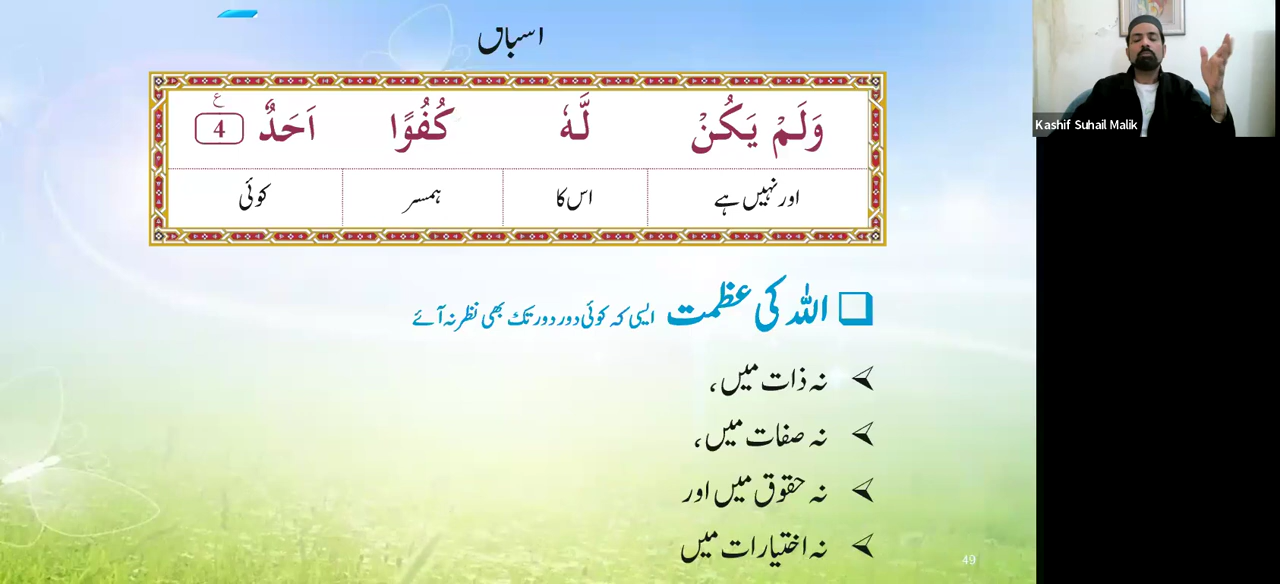 اسباق
وَلَمْ يَكُنْ لَّهٗ كُفُوًا اَحَدٌ 4 ع
اور نہیں ہے اس کا ہمسر کوئی
اللہ کی عظمت ایسی کہ کوئی دور دور تک بھی نظر نہ آئے
نہ ذات میں،
نہ صفات میں،
نہ حقوق میں اور
نہ اختیارات میں
49
Kashif Suhail Malik